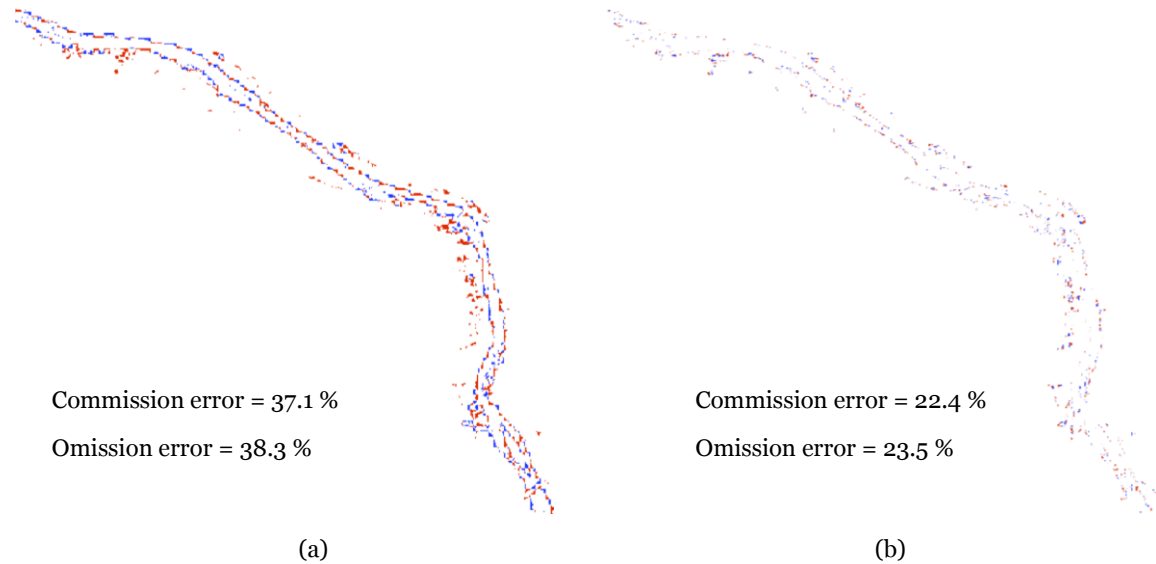 Commission error = 37.1 %
Omission error = 38.3 %
(a)
Commission error = 22.4 %
Omission error = 23.5 %
(b)